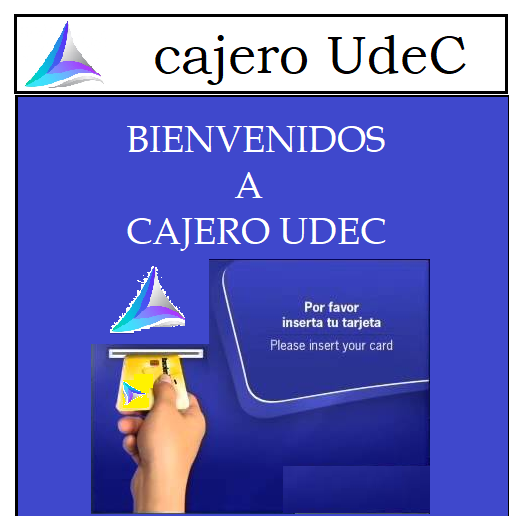 cajero UdeC
BIENVENIDOS
A
CAJERO UDEC
Por favor
inserta tu tarjeta
Please insert your card